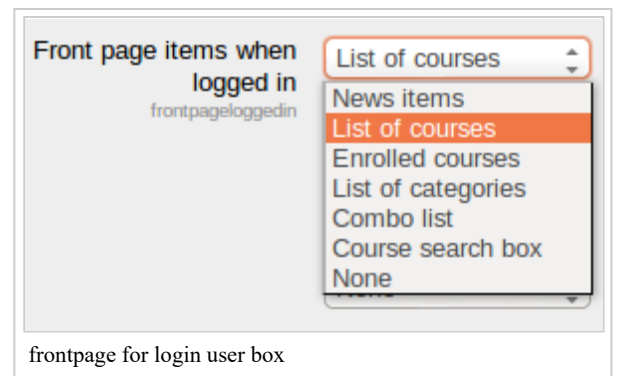 Front page items when
logged in
frontpageloggedin
List of courses
News items
List of courses
Enrolled courses
List of categories
Combo list
Course search box
None
None
frontpage for login user box